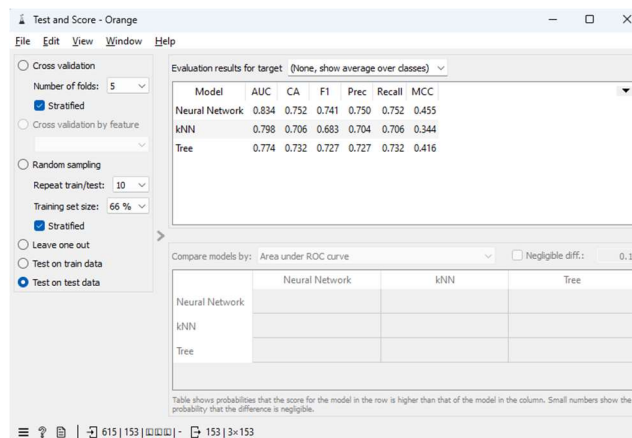 Test and Score - Orange
File Edit View Window Help
Cross validation
Number of folds: 5
Stratified
Cross validation by feature
Random sampling
Repeat train/test: 10
Training set size: 66 %
Stratified
Leave one out
Test on train data
Test on test data
Evaluation results for target (None, show average over classes)
Model AUC CA F1 Prec Recall MCC
Neural Network 0.834 0.752 0.741 0.750 0.752 0.455
kNN 0.798 0.706 0.683 0.704 0.706 0.344
Tree 0.774 0.732 0.727 0.727 0.732 0.416
Compare models by: Area under ROC curve Negligible diff.: 0.1
Neural Network kNN Tree
Neural Network
kNN
Tree
Table shows probabilities that the score for the model in the row is higher than that of the model in the column. Small numbers show the
probability that the difference is negligible.
615 | 153 | - 153 | 3×153